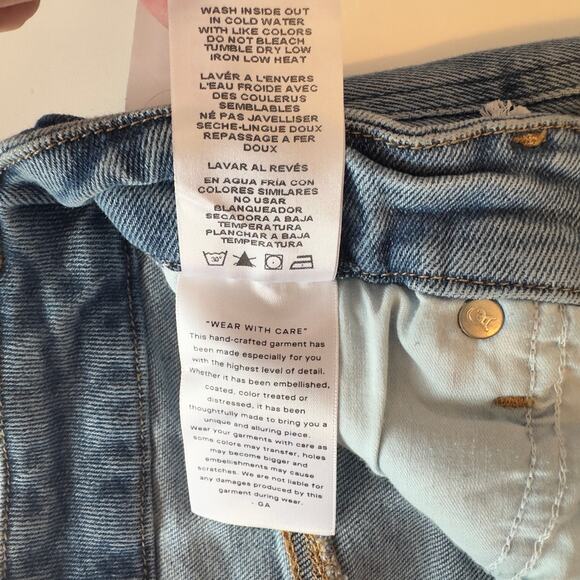 WASH INSIDE OUT
IN COLD WATER
WITH LIKE COLORS
DO NOT BLEACH
TUMBLE DRY LOW
IRON LOW HEAT
LAVÉR A L'ENVERS
L'EAU FROIDE AVEC
DES COULERUS
SEMBLABLES
NE PAS JAVELLISER
SECHE-LINGUE DOUX
REPASSAGE A FER
DOUX
LAVAR AL REVÉS
EN AGUA FRÍA CON
COLORES SIMILARES
NO USAR
BLANQUEADOR
SECADORA A BAJA
TEMPERATURA
PLANCHAR A BAJA
TEMPERATURA
30°
"WEAR WITH CARE"
This hand-crafted garment has
been made especially for you
with the highest level of detail.
Whether it has been embellished,
coated, color treated or
distressed, it has been
thoughtfully made to bring you a
unique and alluring piece.
Wear your garments with care as
some colors may transfer, holes
may become bigger and
embellishments may cause
scratches. We are not liable for
any damages produced by this
garment during wear.
- GA